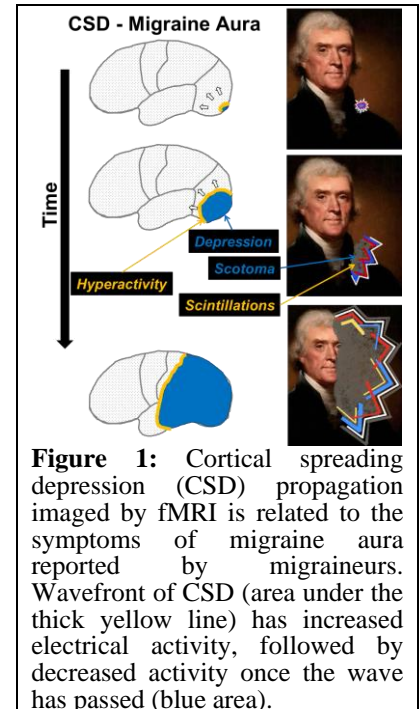 CSD - Migraine Aura
Time
Depression
Scotoma
Hyperactivity
Scintillations
Figure 1: Cortical spreading
depression (CSD) propagation
imaged by fMRI is related to the
symptoms of migraine aura
reported by migraineurs.
Wavefront of CSD (area under the
thick yellow line) has increased
electrical activity, followed by
decreased activity once the wave
has passed (blue area).